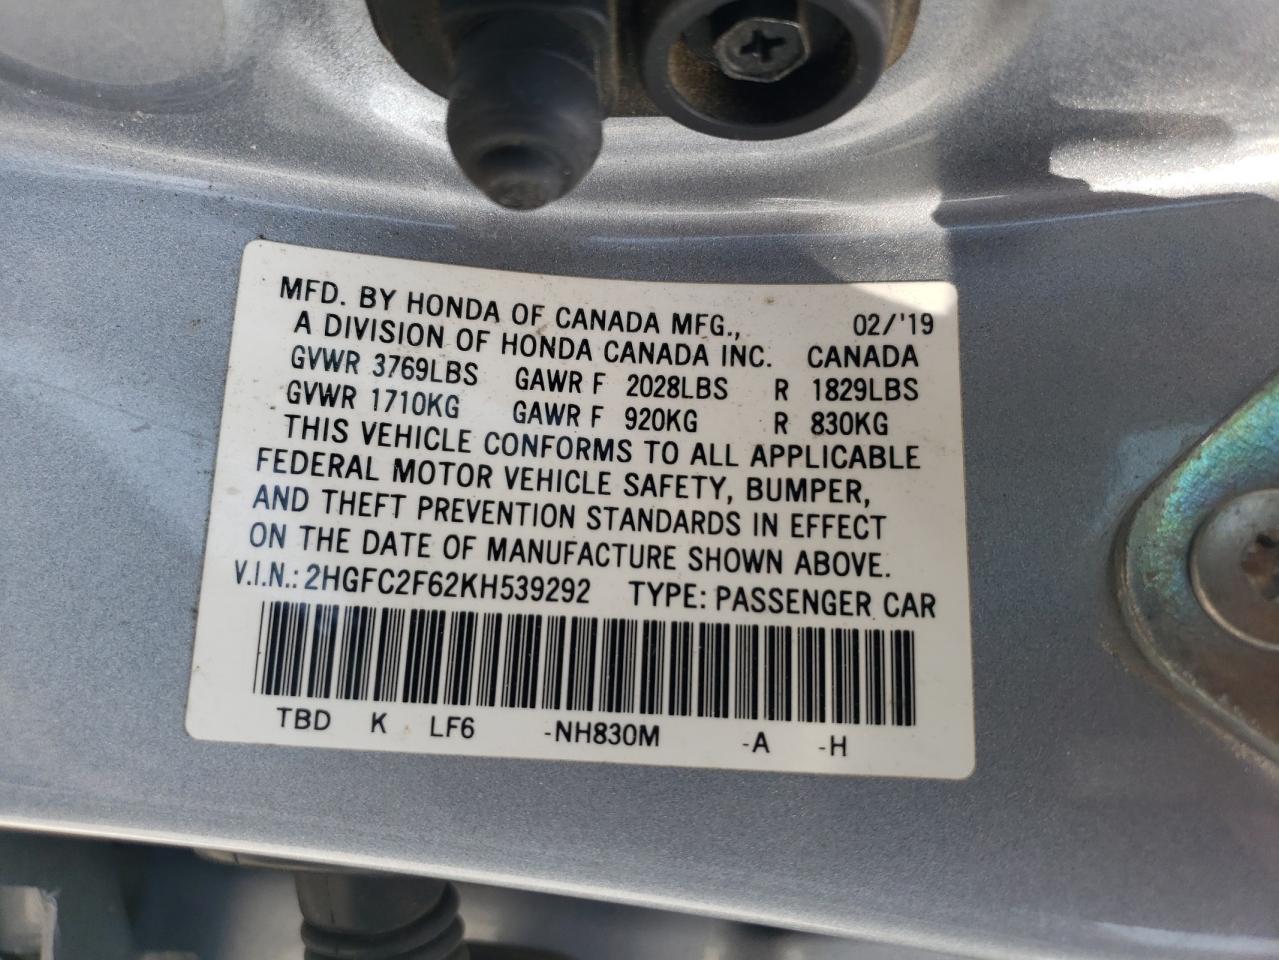 MFD. BY HONDA OF CANADA MFG., 02/'19
A DIVISION OF HONDA CANADA INC. CANADA
GVWR 3769LBS GAWR F 2028LBS R 1829LBS
GVWR 1710KG GAWR F 920KG R 830KG
THIS VEHICLE CONFORMS TO ALL APPLICABLE
FEDERAL MOTOR VEHICLE SAFETY, BUMPER,
AND THEFT PREVENTION STANDARDS IN EFFECT
ON THE DATE OF MANUFACTURE SHOWN ABOVE.
V.I.N.: 2HGFC2F62KH539292 TYPE: PASSENGER CAR
TBD K LF6 -NH830M -A -H